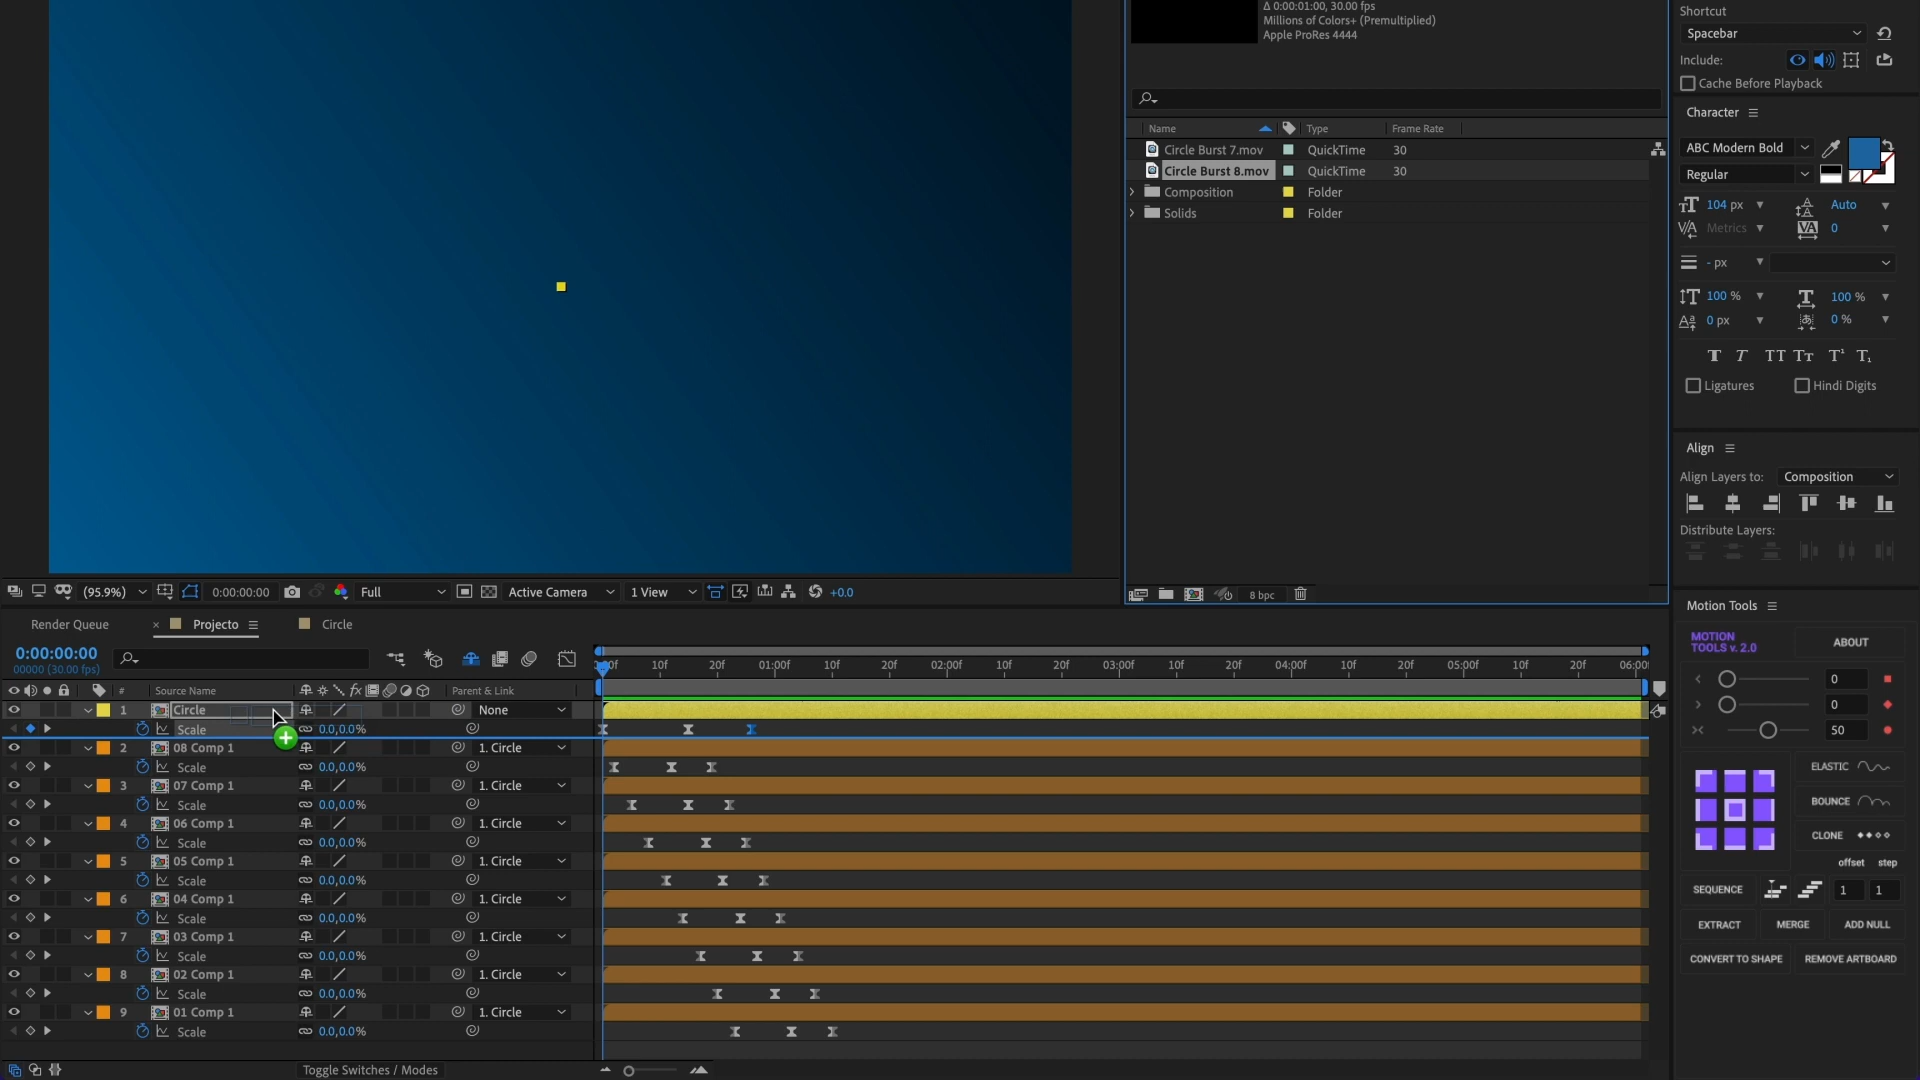 Δ 0:00:01:00, 30.00 fps
Millions of Colors+ (Premultiplied)
Apple ProRes 4444
Shortcut
Spacebar
Include:
Cache Before Playback
Character
Name Type Frame Rate
Circle Burst 7.mov QuickTime 30
Circle Burst 8.mov QuickTime 30
Composition Folder
Solids Folder
ABC Modern Bold
Regular
104 px Auto
Metrics 0
- px
100 % 100 %
0 px 0 %
Ligatures Hindi Digits
Align
Align Layers to: Composition
Distribute Layers:
(95.9%) 0:00:00:00 Full Active Camera 1 View +0.0
8 bpc
Motion Tools
MOTION
TOOLS v. 2.0
ABOUT
0
0
50
ELASTIC
BOUNCE
CLONE
offset step
SEQUENCE 1 1
EXTRACT MERGE ADD NULL
CONVERT TO SHAPE REMOVE ARTBOARD
Render Queue Projecto Circle
0:00:00:00
00000 (30.00 fps)
10f 20f 01:00f 10f 20f 02:00f 10f 20f 03:00f 10f 20f 04:00f 10f 20f 05:00f 10f 20f 06:00
# Source Name fx Parent & Link
1 Circle None
Scale 0.0,0.0%
2 08 Comp 1 1. Circle
Scale 0.0,0.0%
3 07 Comp 1 1. Circle
Scale 0.0,0.0%
4 06 Comp 1 1. Circle
Scale 0.0,0.0%
5 05 Comp 1 1. Circle
Scale 0.0,0.0%
6 04 Comp 1 1. Circle
Scale 0.0,0.0%
7 03 Comp 1 1. Circle
Scale 0.0,0.0%
8 02 Comp 1 1. Circle
Scale 0.0,0.0%
9 01 Comp 1 1. Circle
Scale 0.0,0.0%
Toggle Switches / Modes